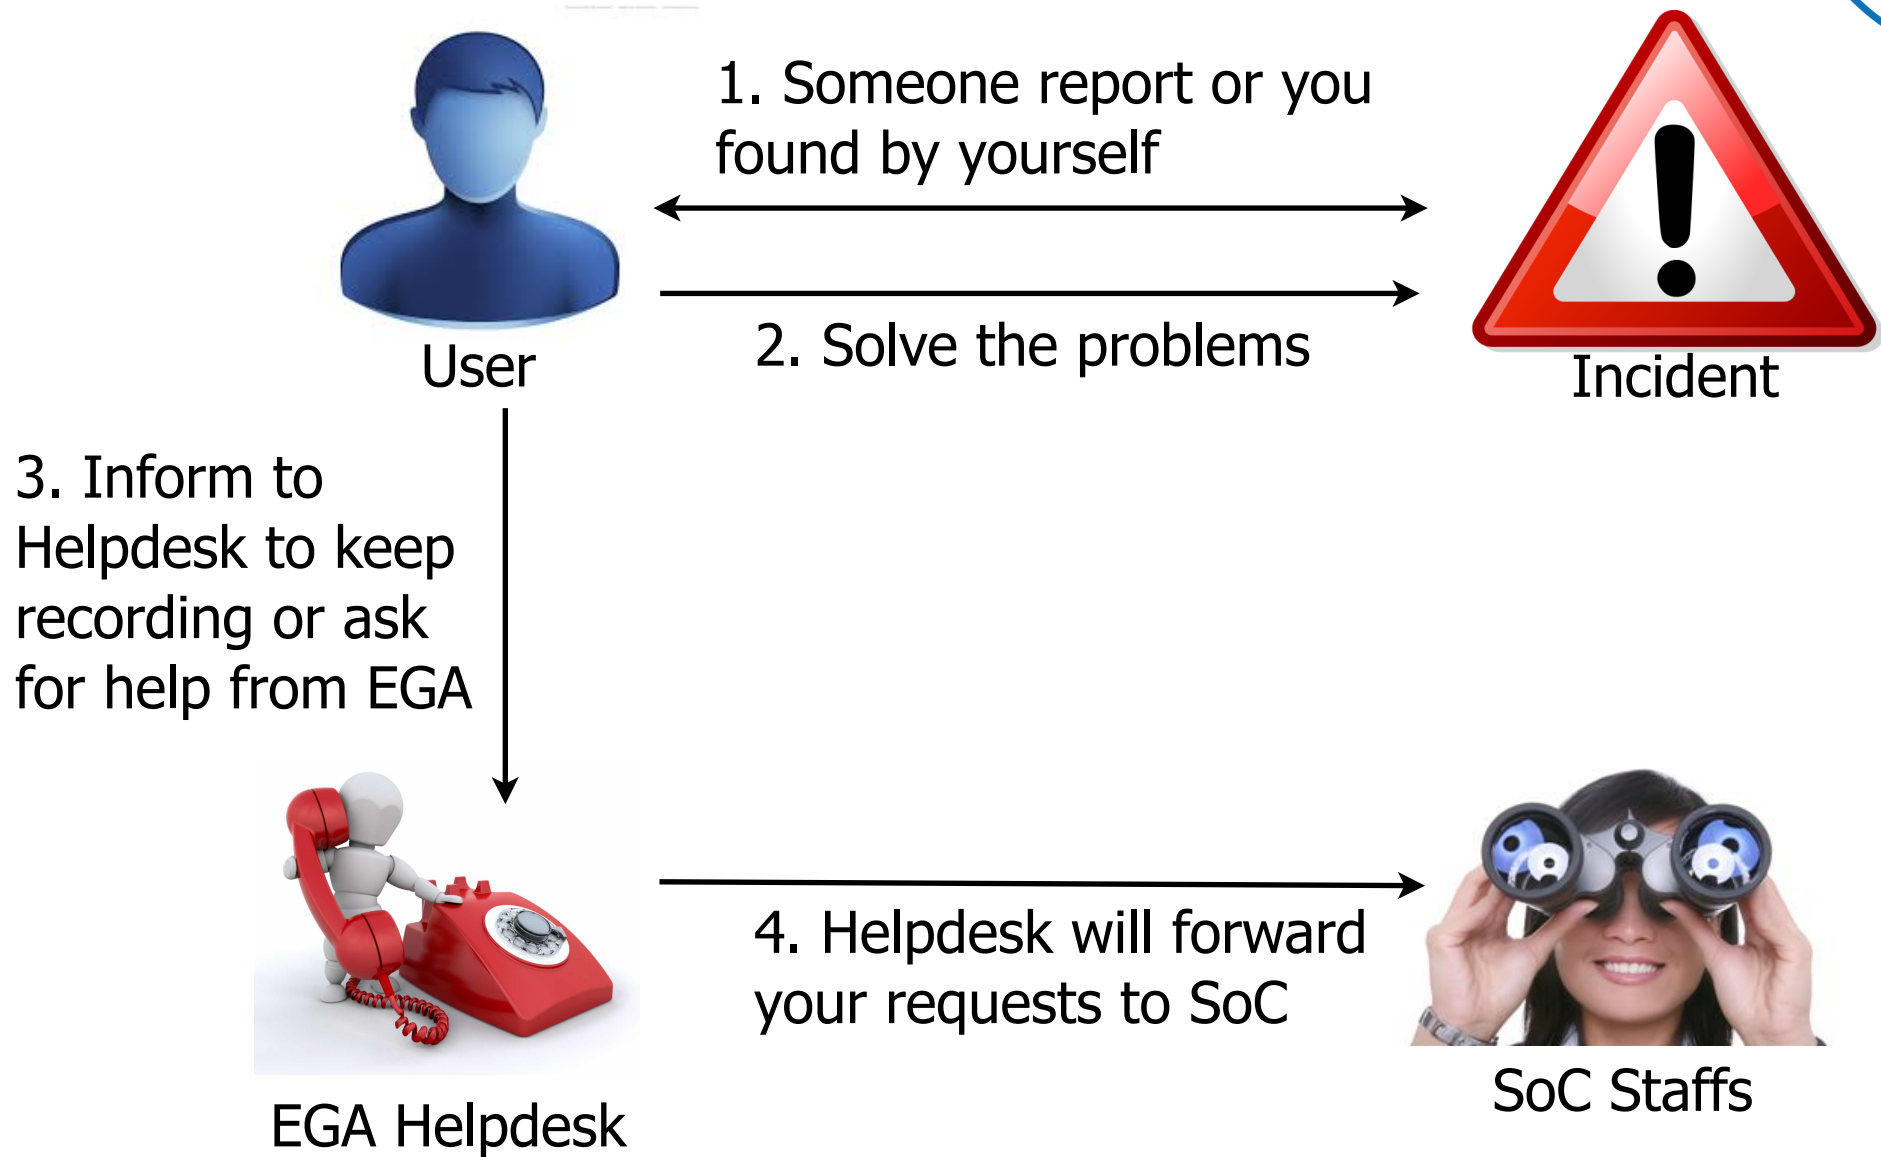 1. Someone report or you
found by yourself
2. Solve the problems
User
Incident
3. Inform to
Helpdesk to keep
recording or ask
for help from EGA
4. Helpdesk will forward
your requests to SoC
EGA Helpdesk
SoC Staffs